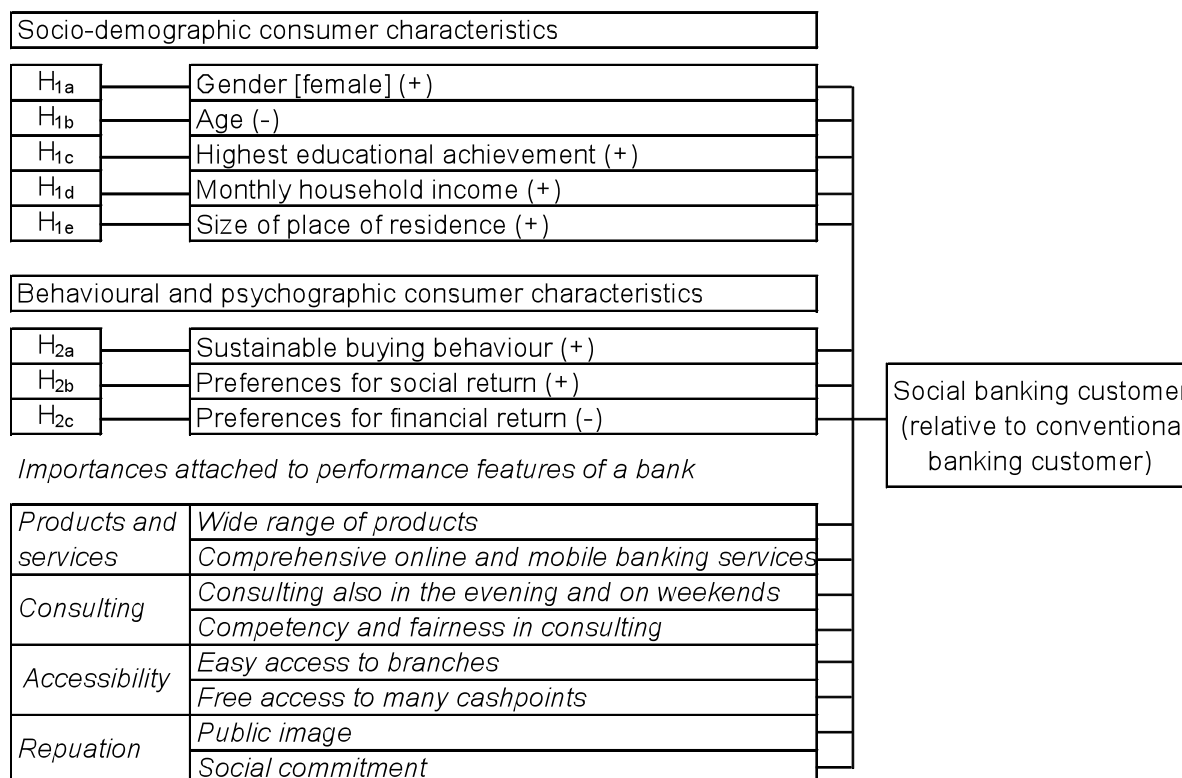 Socio-demographic consumer characteristics
H1a Gender [female] (+)
H1b Age (-)
H1c Highest educational achievement (+)
H1d Monthly household income (+)
H1e Size of place of residence (+)
Behavioural and psychographic consumer characteristics
H2a Sustainable buying behaviour (+)
H2b Preferences for social return (+)
H2c Preferences for financial return (-)
Social banking customer
(relative to conventiona
banking customer)
Importances attached to performance features of a bank
Products and services
Wide range of products
Comprehensive online and mobile banking services
Consulting
Consulting also in the evening and on weekends
Competency and fairness in consulting
Accessibility
Easy access to branches
Free access to many cashpoints
Repuation
Public image
Social commitment